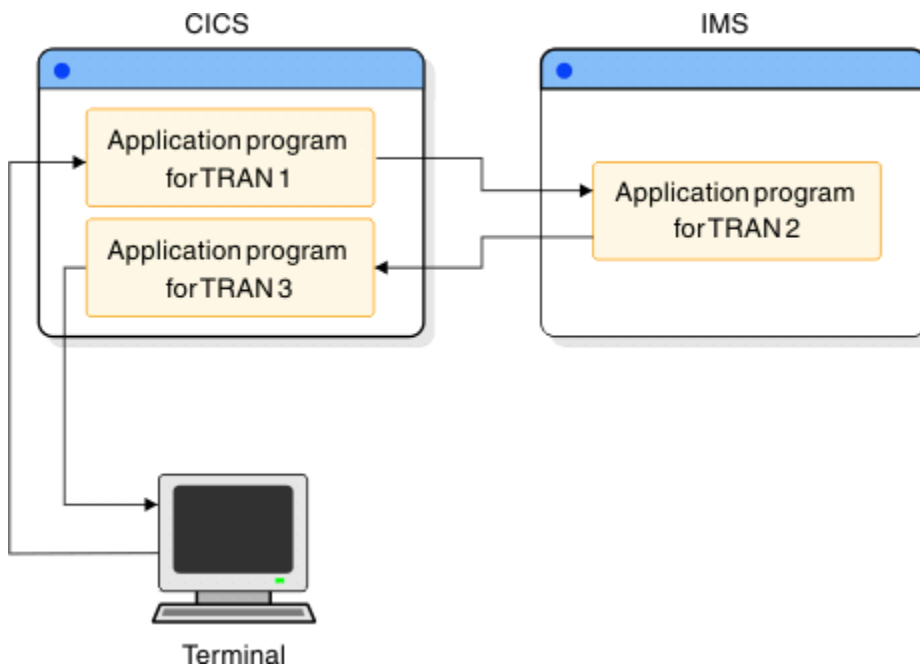 CICS
IMS
Application program
for TRAN 1
Application program
for TRAN 2
Application program
for TRAN 3
Terminal